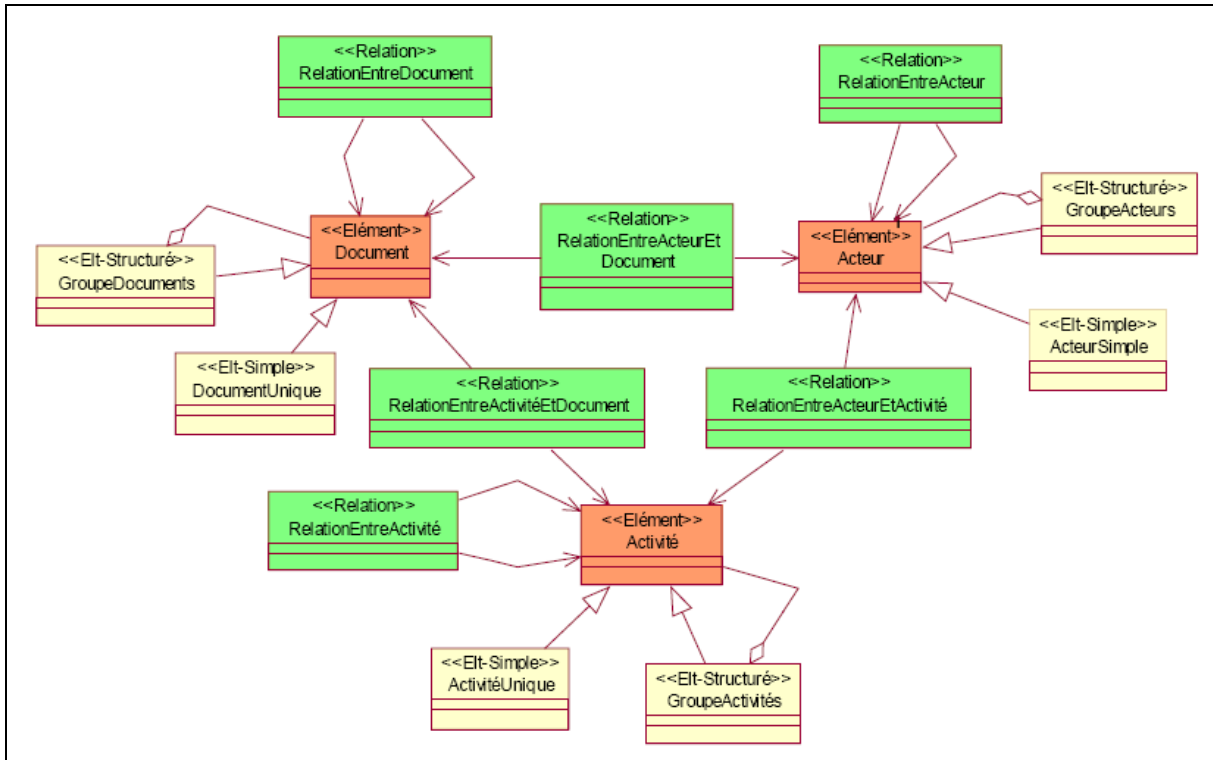 <<Relation>>
RelationEntreDocument
<<Relation>>
RelationEntreActeur
<<Elt-Structuré>>
GroupeActeurs
<<Relation>>
RelationEntreActeurEt
Document
<<Elément>>
Document
<<Elément>>
Acteur
<<Elt-Structuré>>
GroupeDocuments
<<Elt-Simple>>
ActeurSimple
<<Elt-Simple>>
DocumentUnique
<<Relation>>
RelationEntreActivitéEtDocument
<<Relation>>
RelationEntreActeurEtActivité
<<Relation>>
RelationEntreActivité
<<Elément>>
Activité
<<Elt-Simple>>
ActivitéUnique
<<Elt-Structuré>>
GroupeActivités